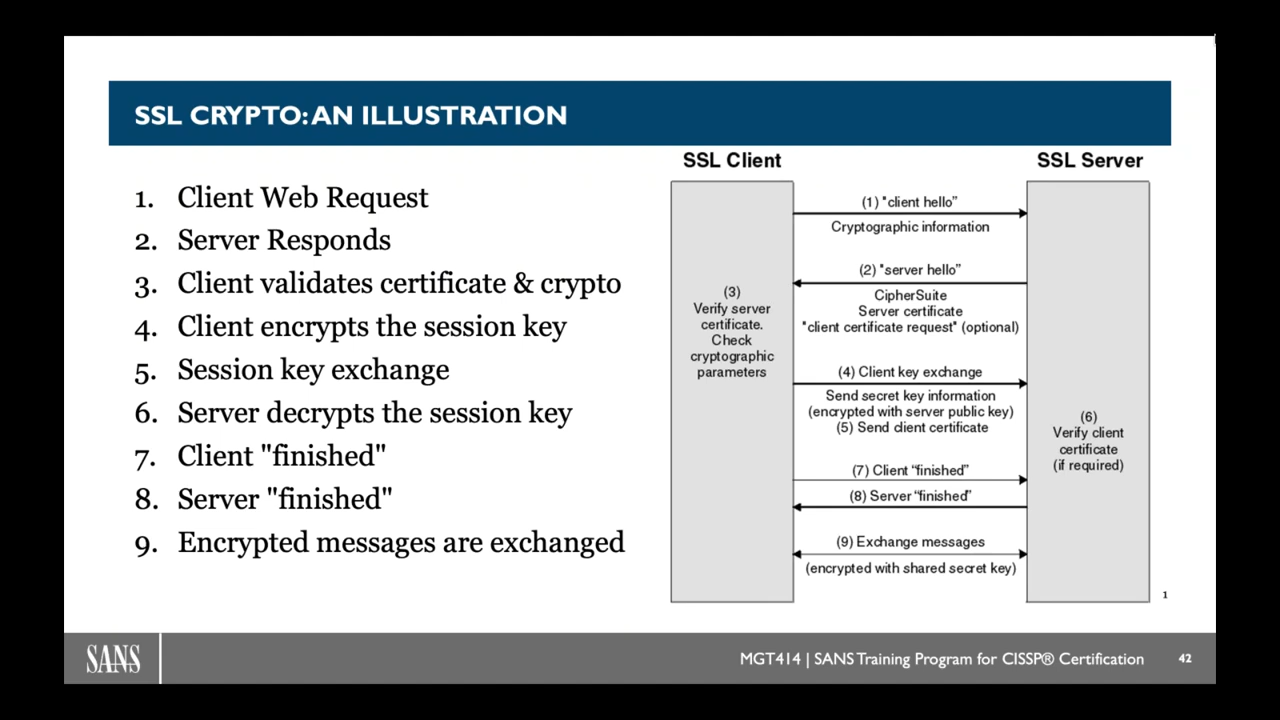 SSL CRYPTO: AN ILLUSTRATION
1. Client Web Request
2. Server Responds
3. Client validates certificate & crypto
4. Client encrypts the session key
5. Session key exchange
6. Server decrypts the session key
7. Client "finished"
8. Server "finished"
9. Encrypted messages are exchanged
SSL Client
SSL Server
(1) "client hello"
Cryptographic information
(2) "server hello"
CipherSuite
Server certificate
"client certificate request" (optional)
(3)
Verify server
certificate.
Check
cryptographic
parameters
(4) Client key exchange
Send secret key information
(encrypted with server public key)
(5) Send client certificate
(6)
Verify client
certificate
(if required)
(7) Client “finished”
(8) Server “finished”
(9) Exchange messages
(encrypted with shared secret key)
1
SANS
MGT414 | SANS Training Program for CISSP® Certification
42